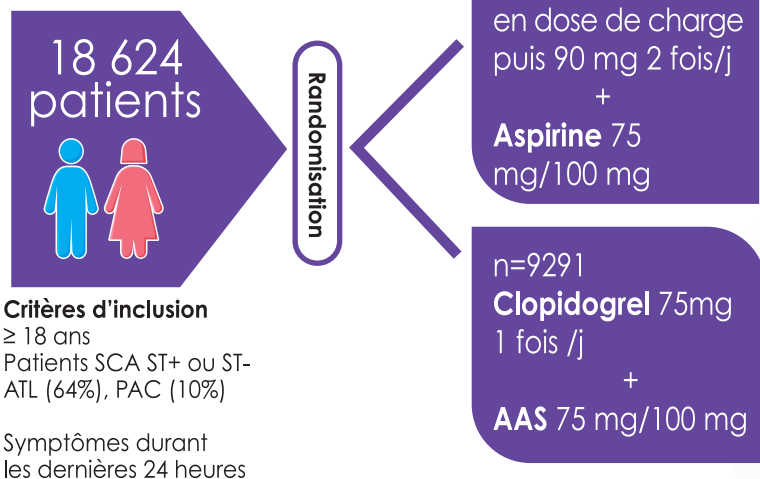 18 624
patients
Randomisation
en dose de charge
puis 90 mg 2 fois/j
+
Aspirine 75
mg/100 mg
n=9291
Clopidogrel 75mg
1 fois /j
+
AAS 75 mg/100 mg
Critères d'inclusion
≥ 18 ans
Patients SCA ST+ ou ST-
ATL (64%), PAC (10%)
Symptômes durant
les dernières 24 heures